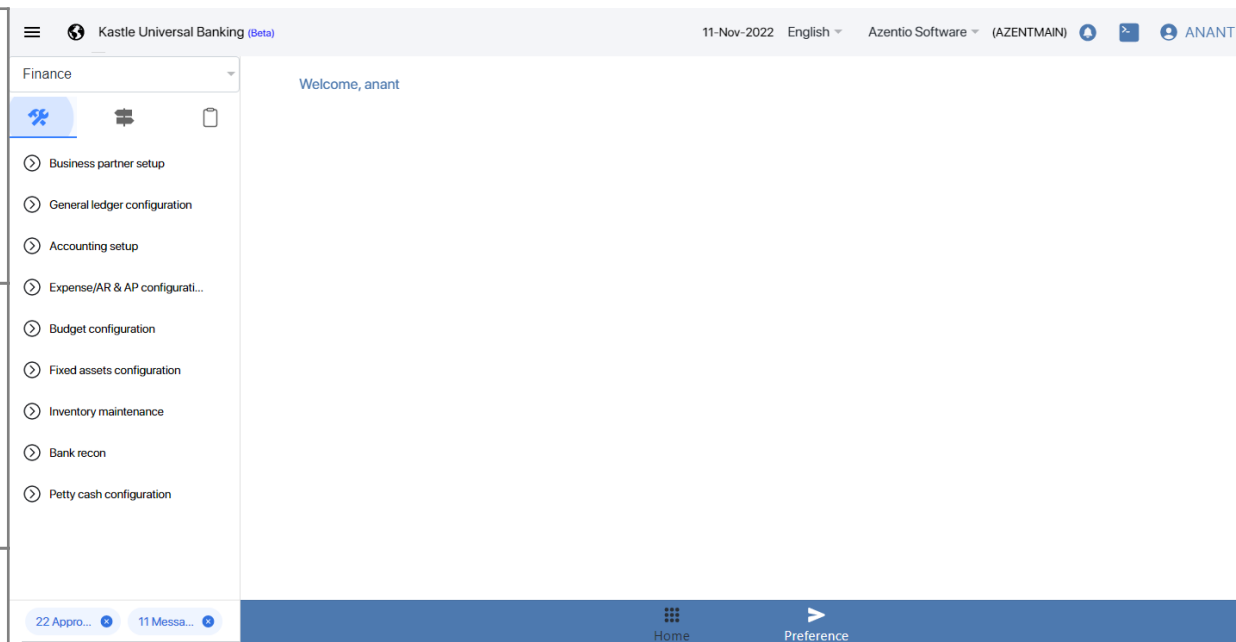 Kastle Universal Banking (Beta)
11-Nov-2022 English Azentio Software (AZENTMAIN) ANANT
Finance
Welcome, anant
Business partner setup
General ledger configuration
Accounting setup
Expense/AR & AP configurati...
Budget configuration
Fixed assets configuration
Inventory maintenance
Bank recon
Petty cash configuration
22 Appro... 11 Messa...
Home Preference